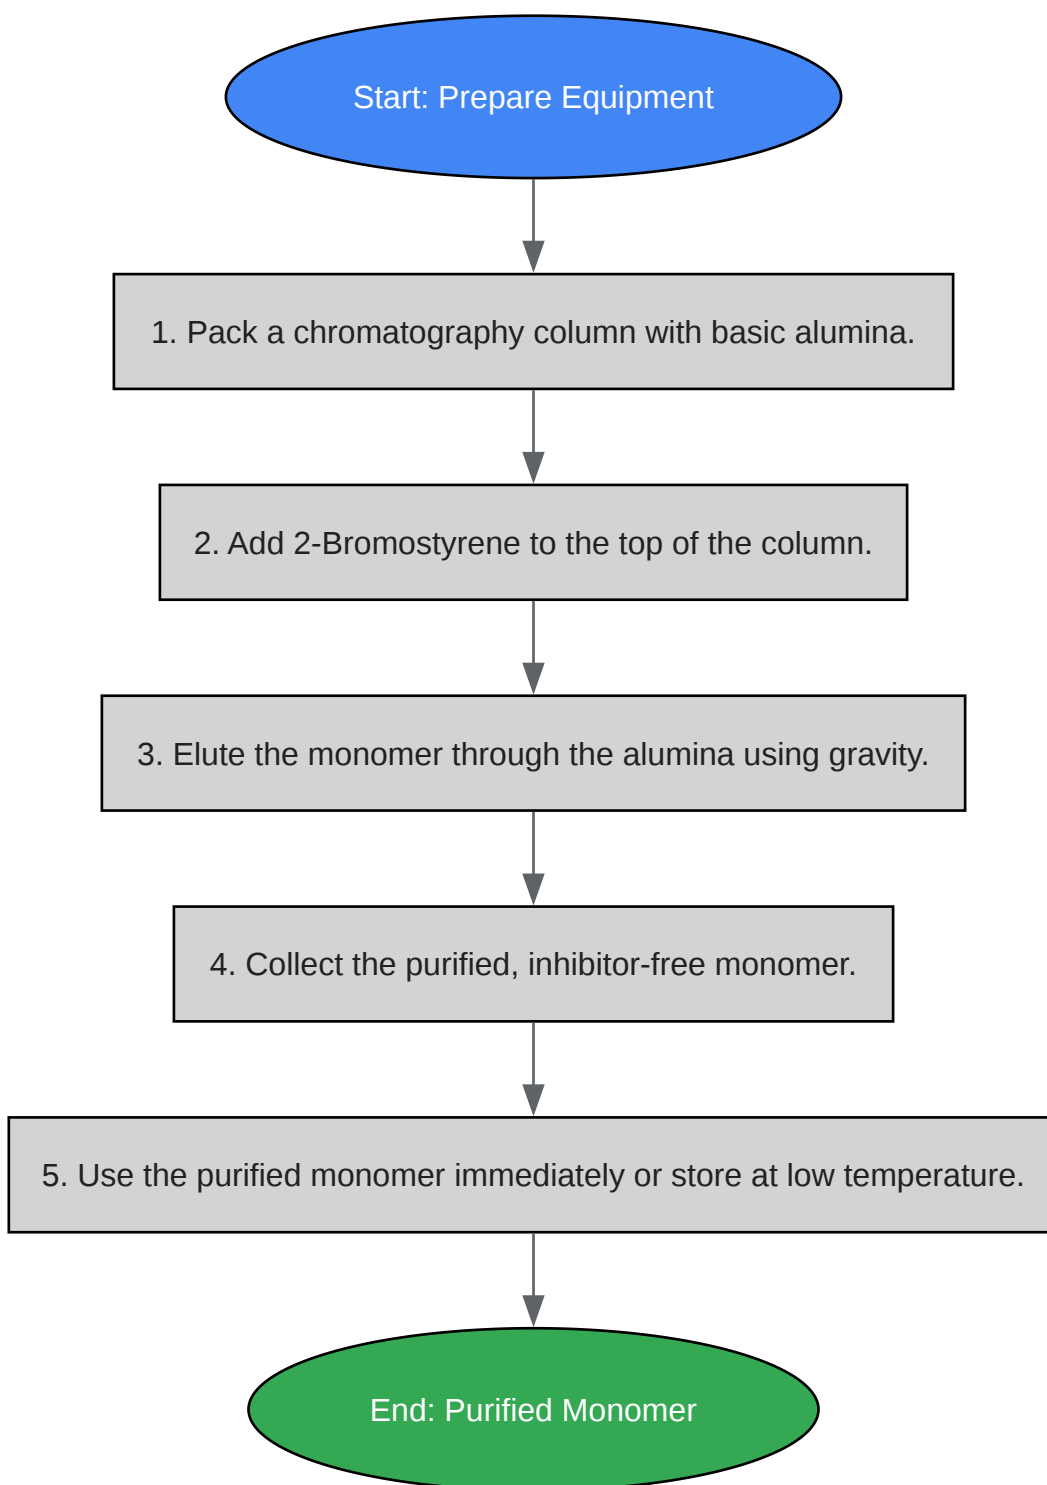 Start: Prepare Equipment
1. Pack a chromatography column with basic alumina.
2. Add 2-Bromostyrene to the top of the column.
3. Elute the monomer through the alumina using gravity.
4. Collect the purified, inhibitor-free monomer.
5. Use the purified monomer immediately or store at low temperature.
End: Purified Monomer